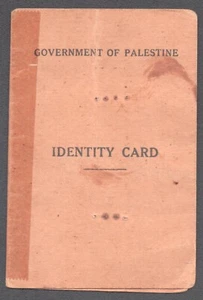 GOVERNMENT OF PALESTINE
IDENTITY CARD